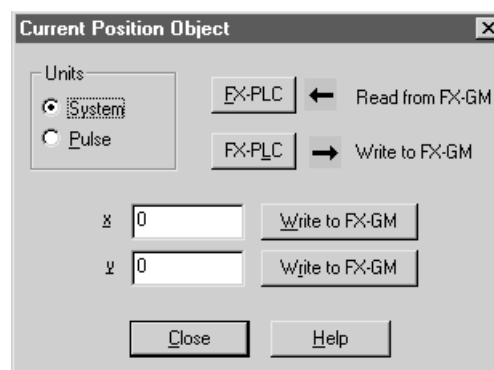 Current Position Object
Units
System
Pulse
FX-PLC
Read from FX-GM
FX-PLC
Write to FX-GM
x 0 Write to FX-GM
y 0 Write to FX-GM
Close Help